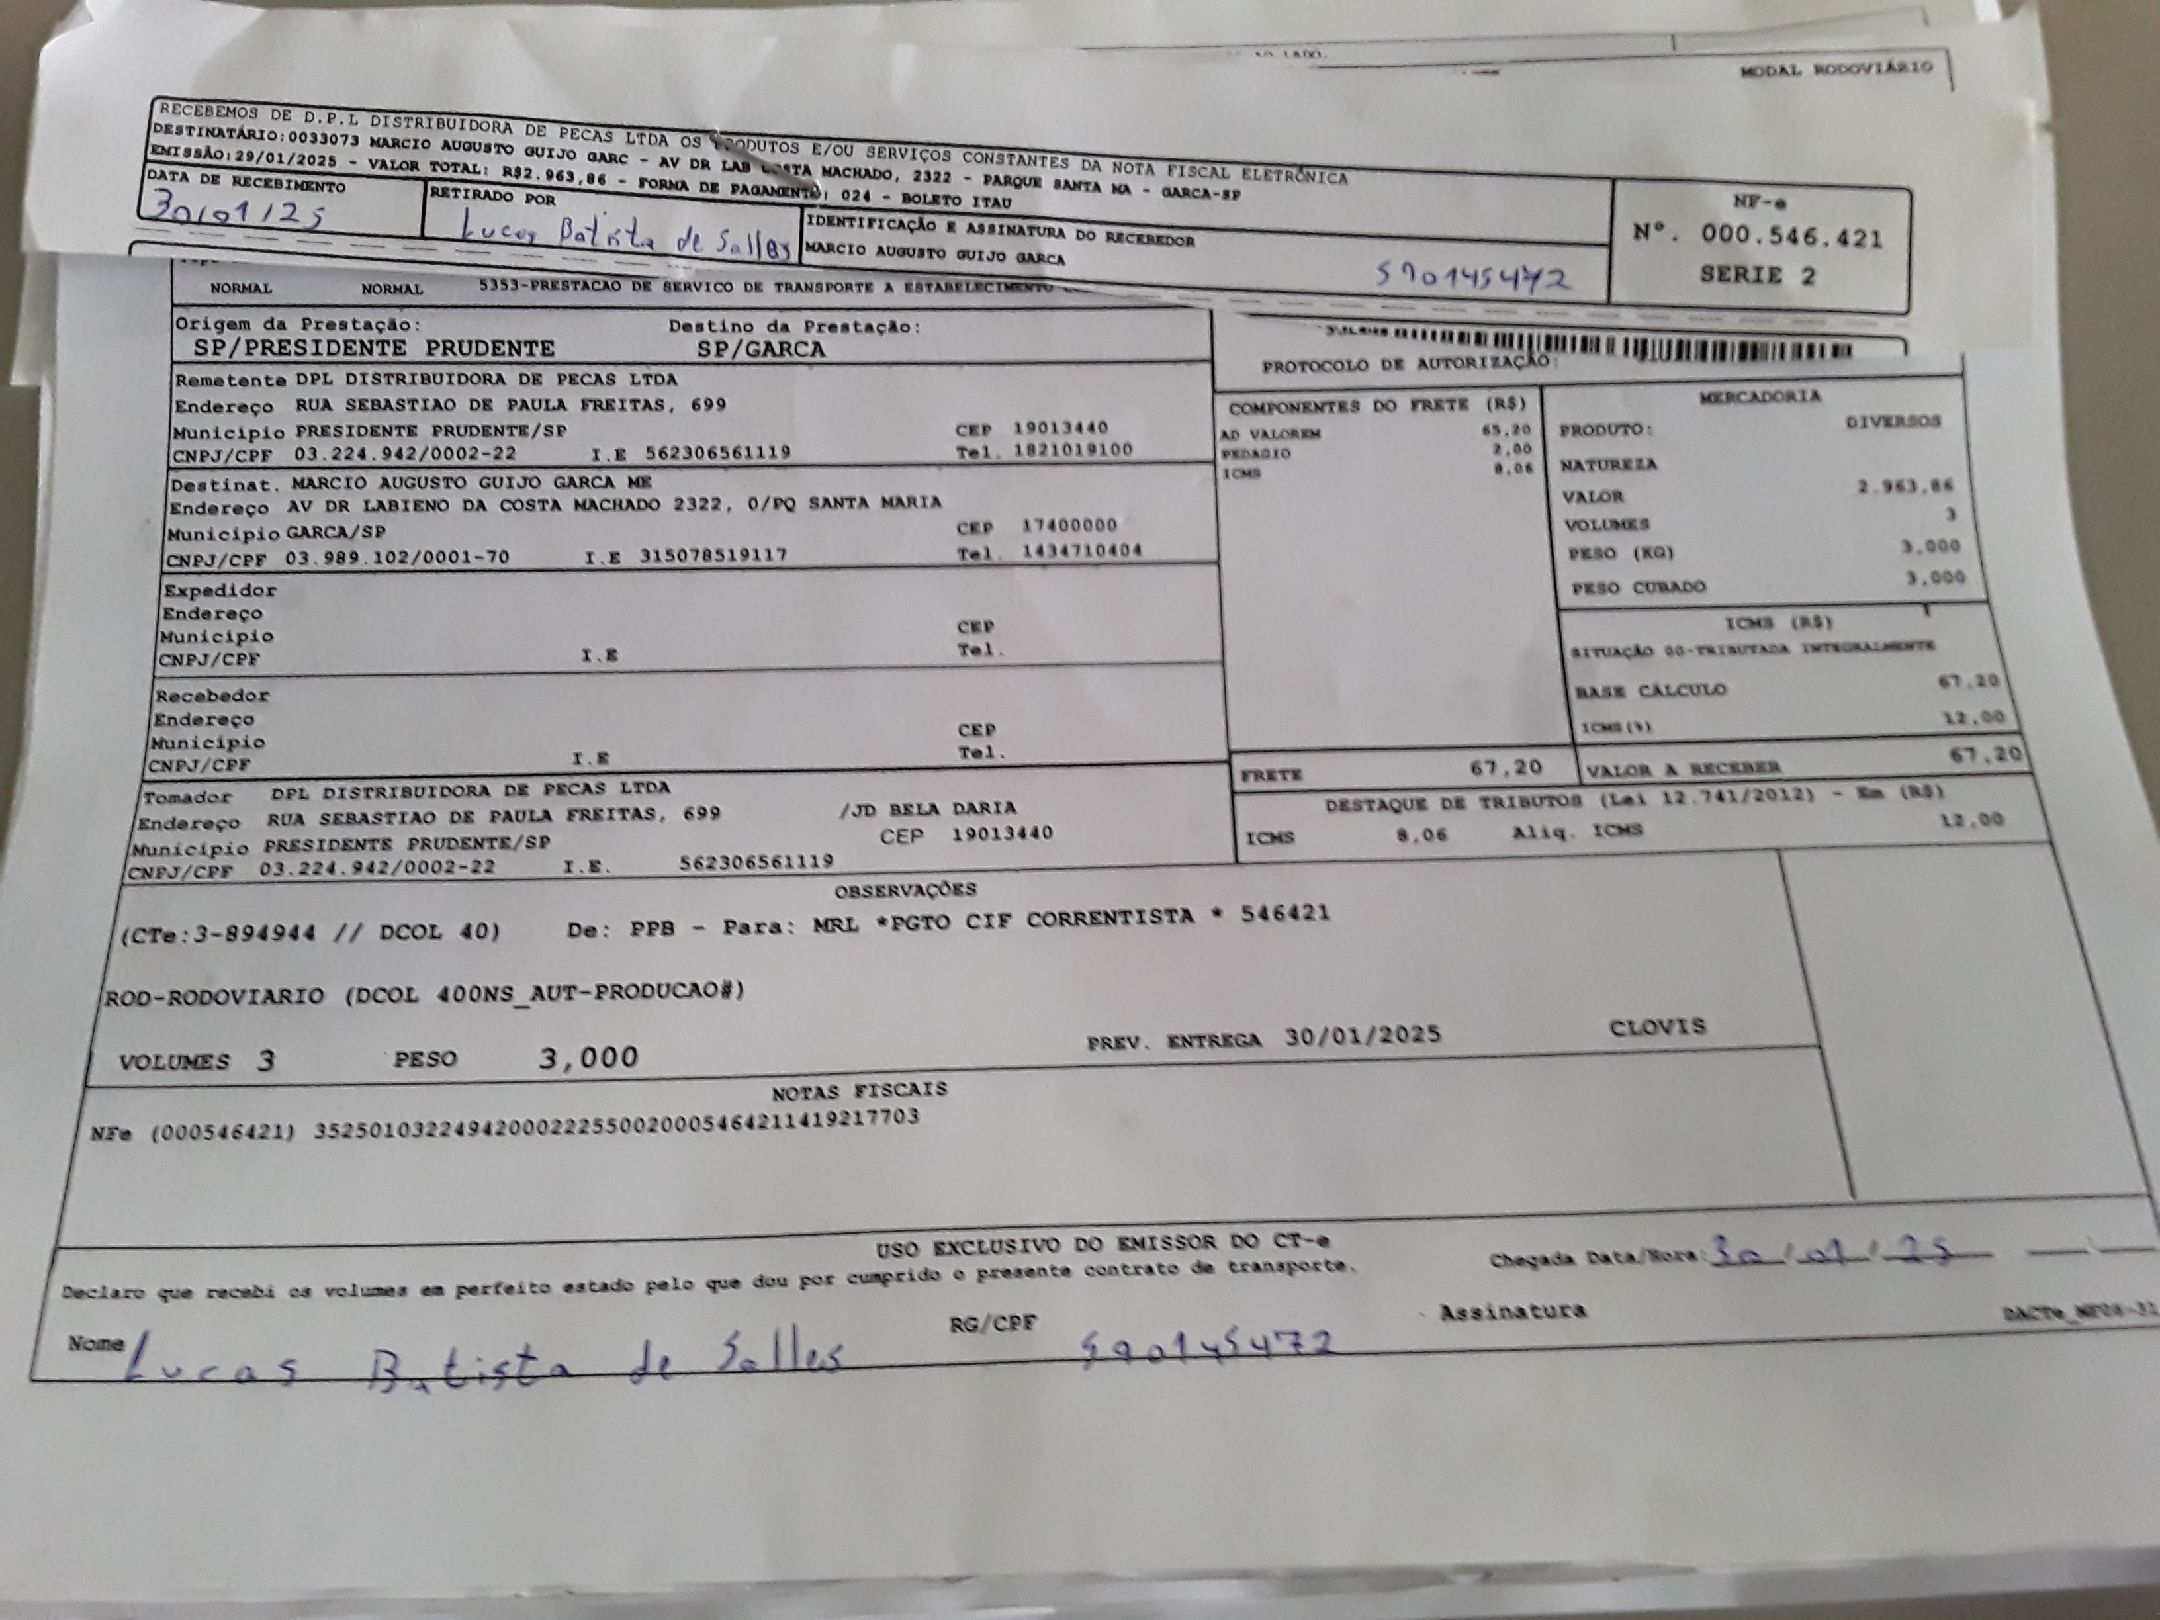 MODAL RODOVIÁRIO
RECEBEMOS DE D.P.L DISTRIBUIDORA DE PECAS LTDA OS PRODUTOS E/OU SERVIÇOS CONSTANTES DA NOTA FISCAL ELETRÔNICA
DESTINATÁRIO:0033073 MARCIO AUGUSTO GUIJO GARC - AV DR LAB COSTA MACHADO, 2322 - PARQUE SANTA MA - GARCA-SP
EMISSÃO:29/01/2025 - VALOR TOTAL: R$2.963,86 - FORMA DE PAGAMENTO: 024 - BOLETO ITAU
DATA DE RECEBIMENTO RETIRADO POR IDENTIFICAÇÃO E ASSINATURA DO RECEBEDOR
30/01/25 Lucas Batista de Salles MARCIO AUGUSTO GUIJO GARCA 590145472
NF-e
Nº. 000.546.421
SERIE 2
NORMAL NORMAL 5353-PRESTACAO DE SERVICO DE TRANSPORTE A ESTABELECIMENTO
Origem da Prestação: Destino da Prestação:
SP/PRESIDENTE PRUDENTE SP/GARCA
Remetente DPL DISTRIBUIDORA DE PECAS LTDA
Endereço RUA SEBASTIAO DE PAULA FREITAS, 699
Municipio PRESIDENTE PRUDENTE/SP CEP 19013440
CNPJ/CPF 03.224.942/0002-22 I.E 562306561119 Tel. 1821019100
Destinat. MARCIO AUGUSTO GUIJO GARCA ME
Endereço AV DR LABIENO DA COSTA MACHADO 2322, 0/PQ SANTA MARIA
Municipio GARCA/SP CEP 17400000
CNPJ/CPF 03.989.102/0001-70 I.E 315078519117 Tel. 1434710404
Expedidor
Endereço
Municipio CEP
CNPJ/CPF I.E Tel.
Recebedor
Endereço
Municipio CEP
CNPJ/CPF I.E Tel.
Tomador DPL DISTRIBUIDORA DE PECAS LTDA
Endereço RUA SEBASTIAO DE PAULA FREITAS, 699 /JD BELA DARIA
Municipio PRESIDENTE PRUDENTE/SP CEP 19013440
CNPJ/CPF 03.224.942/0002-22 I.E. 562306561119
PROTOCOLO DE AUTORIZAÇÃO:
COMPONENTES DO FRETE (R$)
AD VALOREM 65,20
PEDAGIO 2,00
ICMS 8,06
MERCADORIA
PRODUTO: DIVERSOS
NATUREZA
VALOR 2.963,86
VOLUMES 3
PESO (KG) 3,000
PESO CUBADO 3,000
ICMS (R$)
SITUAÇÃO 00-TRIBUTADA INTEGRALMENTE
BASE CÁLCULO 67,20
ICMS(%) 12,00
FRETE 67,20 VALOR A RECEBER 67,20
DESTAQUE DE TRIBUTOS (Lei 12.741/2012) - Em (R$)
ICMS 8,06 Aliq. ICMS 12,00
OBSERVAÇÕES
(CTe:3-894944 // DCOL 40) De: PPB - Para: MRL *PGTO CIF CORRENTISTA * 546421
ROD-RODOVIARIO (DCOL 400NS_AUT-PRODUCAO#)
VOLUMES 3 PESO 3,000 PREV. ENTREGA 30/01/2025 CLOVIS
NOTAS FISCAIS
NFe (000546421) 35250103224942000222550020005464211419217703
USO EXCLUSIVO DO EMISSOR DO CT-e
Declaro que recebi os volumes em perfeito estado pelo que dou por cumprido o presente contrato de transporte. Chegada Data/Hora: 30/01/25
Nome Lucas Batista de Salles RG/CPF 590145472 Assinatura